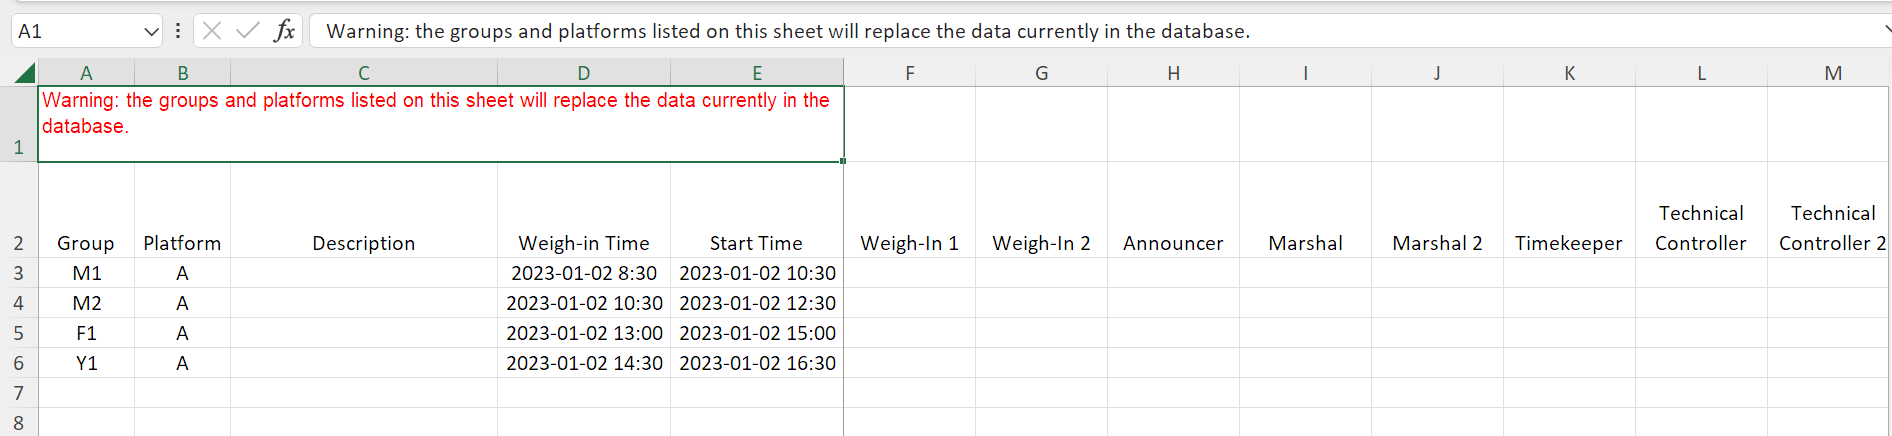 A1 fx Warning: the groups and platforms listed on this sheet will replace the data currently in the database.
A B C D E F G H I J K L M
1 Warning: the groups and platforms listed on this sheet will replace the data currently in the
database.
Technical Technical
2 Group Platform Description Weigh-in Time Start Time Weigh-In 1 Weigh-In 2 Announcer Marshal Marshal 2 Timekeeper Controller Controller 2
3 M1 A 2023-01-02 8:30 2023-01-02 10:30
4 M2 A 2023-01-02 10:30 2023-01-02 12:30
5 F1 A 2023-01-02 13:00 2023-01-02 15:00
6 Y1 A 2023-01-02 14:30 2023-01-02 16:30
7
8